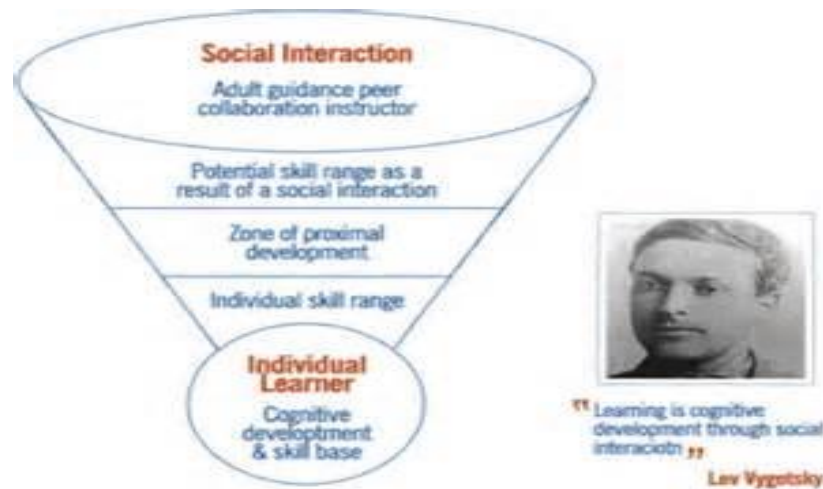 Social Interaction
Adult guidance peer
collaboration instructor
Potential skill range as a
result of a social interaction
Zone of proximal
development
Individual skill range
Individual
Learner
Cognitive
developtment
& skill base
" Learning is cognitive
development through social
interaciotn "
Lev Vygotsky